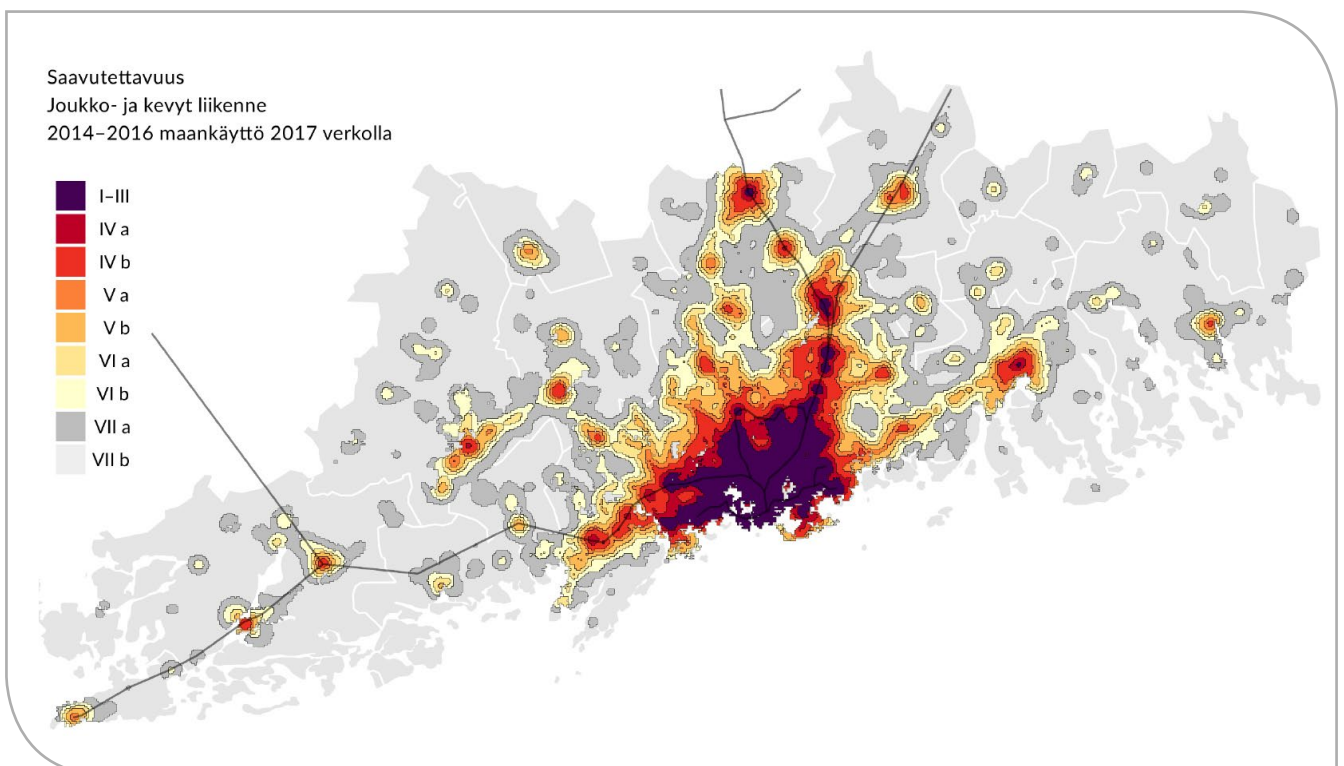 Saavutettavuus
Joukko- ja kevyt liikenne
2014–2016 maankäyttö 2017 verkolla
I–III
IV a
IV b
V a
V b
VI a
VI b
VII a
VII b